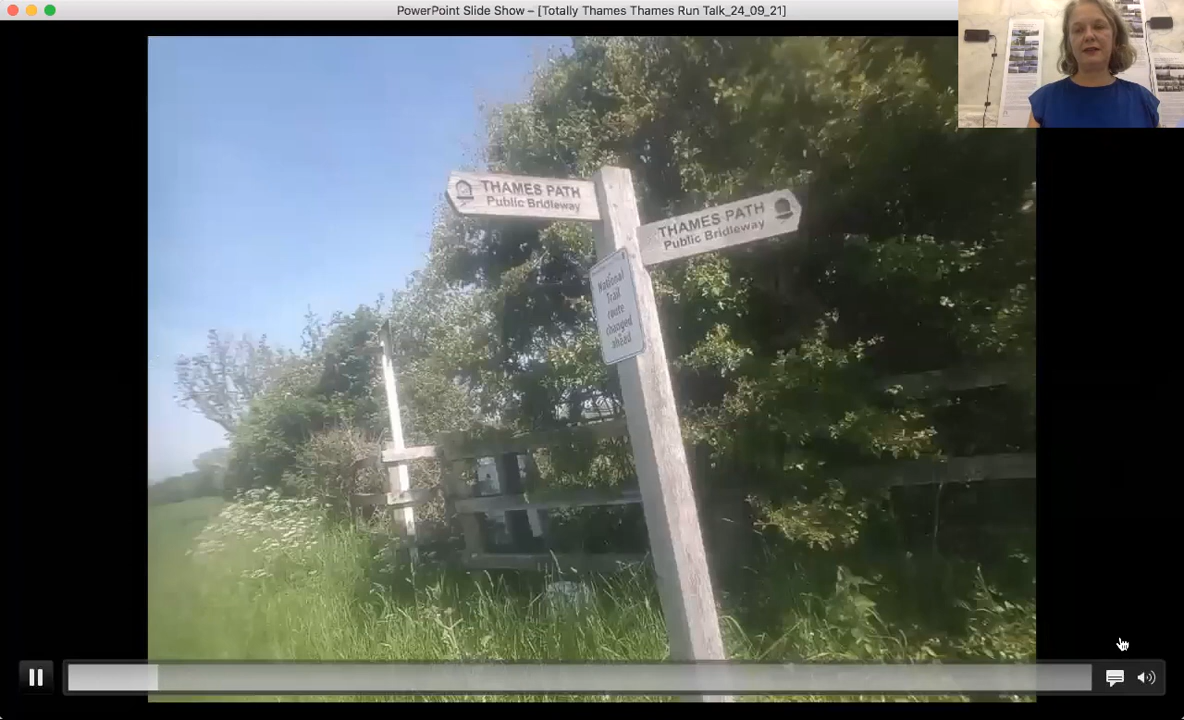 PowerPoint Slide Show – [Totally Thames Thames Run Talk_24_09_21]
THAMES PATH
Public Bridleway
THAMES PATH
Public Bridleway
National
Trail
route
changed
ahead